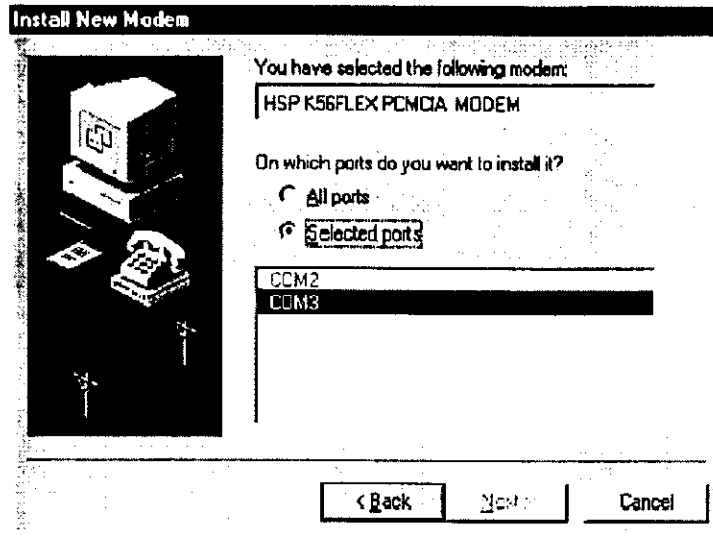 Install New Modem
You have selected the following modem:
HSP K56FLEX PCMCIA MODEM
On which ports do you want to install it?
All ports
Selected ports
COM2
COM3
< Back
Next >
Cancel